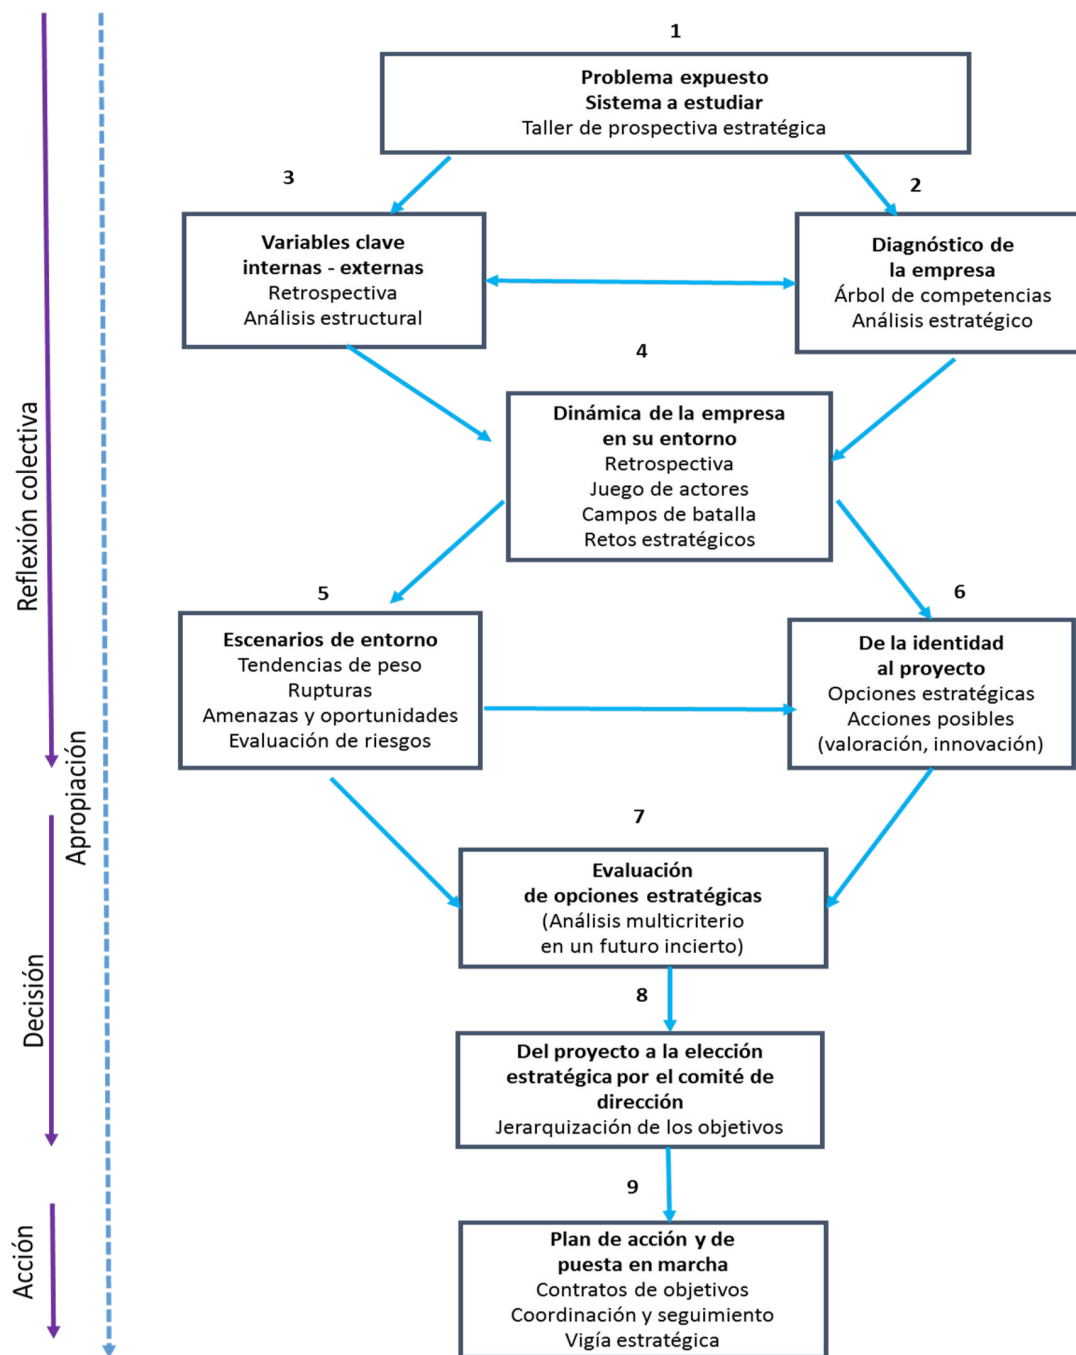 1
Problema expuesto
Sistema a estudiar
Taller de prospectiva estratégica
3
Variables clave
internas - externas
Retrospectiva
Análisis estructural
2
Diagnóstico de
la empresa
Árbol de competencias
Análisis estratégico
4
Dinámica de la empresa
en su entorno
Retrospectiva
Juego de actores
Campos de batalla
Retos estratégicos
5
Escenarios de entorno
Tendencias de peso
Rupturas
Amenazas y oportunidades
Evaluación de riesgos
6
De la identidad
al proyecto
Opciones estratégicas
Acciones posibles
(valoración, innovación)
7
Evaluación
de opciones estratégicas
(Análisis multicriterio
en un futuro incierto)
8
Del proyecto a la elección
estratégica por el comité de
dirección
Jerarquización de los objetivos
9
Plan de acción y de
puesta en marcha
Contratos de objetivos
Coordinación y seguimiento
Vigía estratégica
Reflexión colectiva
Apropiación
Decisión
Acción